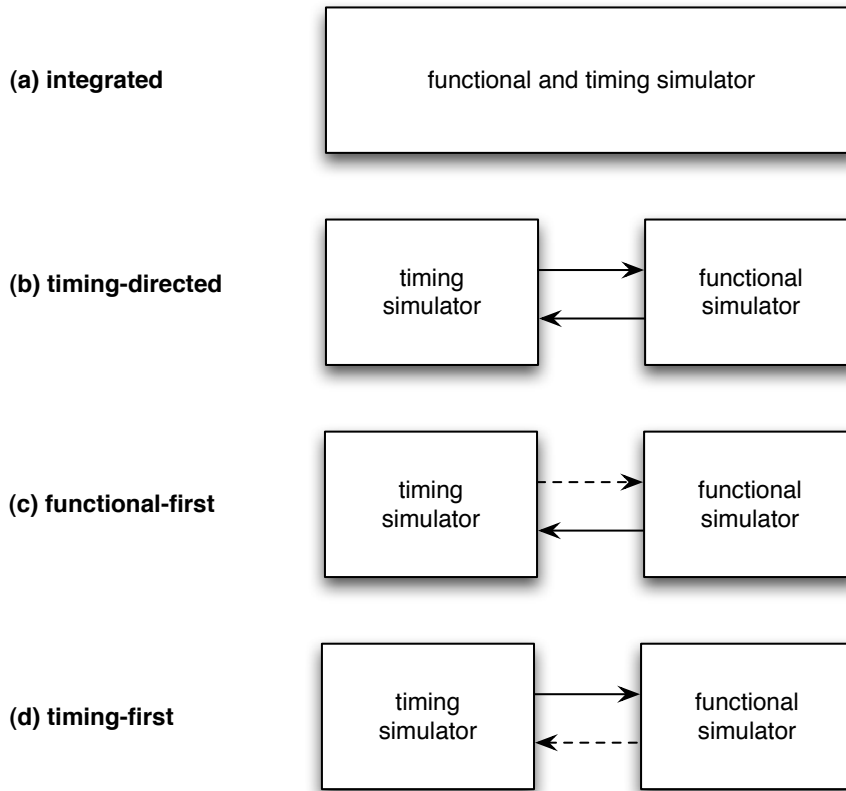 (a) integrated
functional and timing simulator
(b) timing-directed
timing
simulator
functional
simulator
(c) functional-first
timing
simulator
functional
simulator
(d) timing-first
timing
simulator
functional
simulator